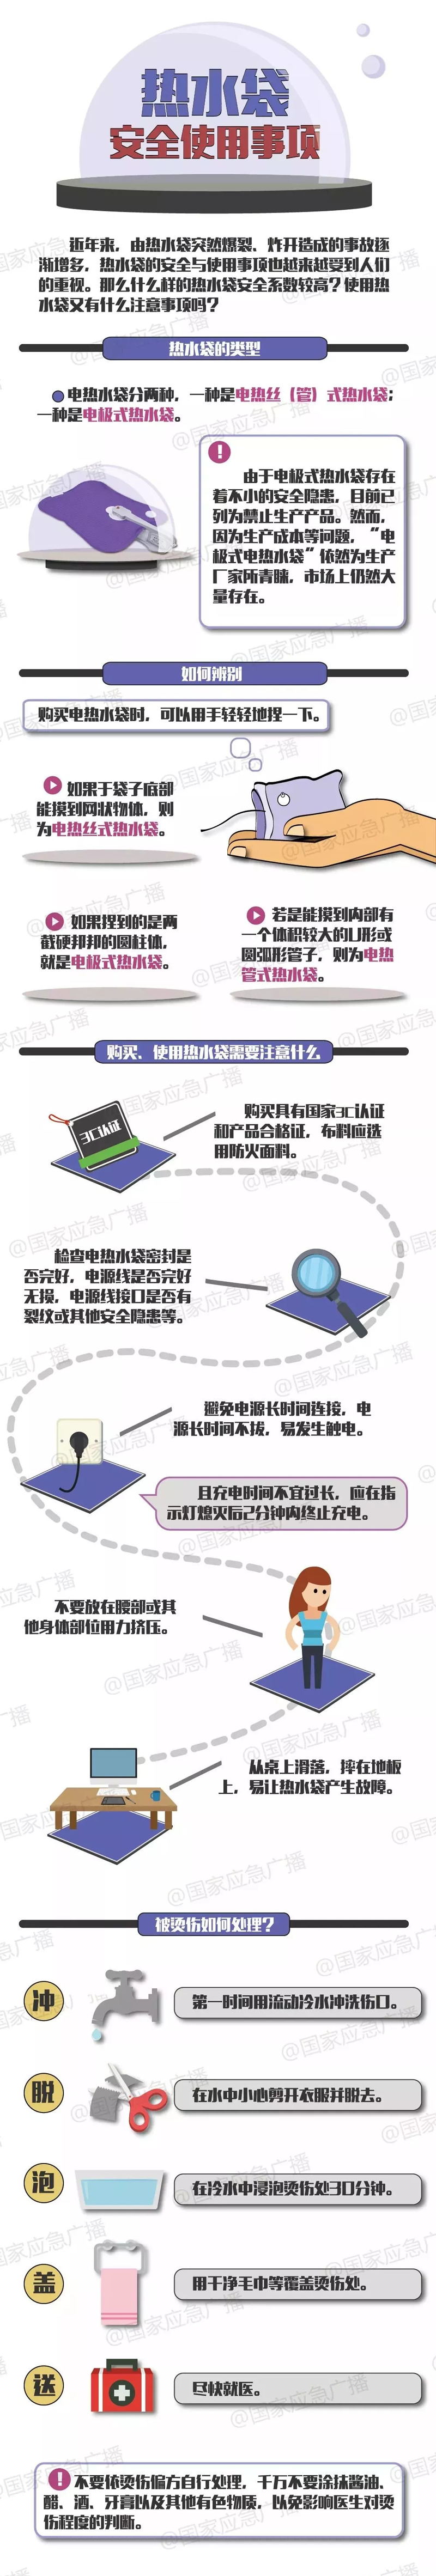 热水袋
安全使用事项
近年来，由热水袋突然爆裂、炸开造成的事故逐
渐增多，热水袋的安全与使用事项也越来越受到人们
的重视。那么什么样的热水袋安全系数较高？使用热
水袋又有什么注意事项吗？
热水袋的类型
电热水袋分两种，一种是电热丝（管）式热水袋；
一种是电极式热水袋。
!
由于电极式热水袋存在
着不小的安全隐患，目前已
列为禁止生产产品。然而，
因为生产成本等问题，“电
极式电热水袋”依然为生产
厂家所青睐，市场上仍然大
量存在。
如何辨别
购买电热水袋时，可以用手轻轻地捏一下。
如果于袋子底部
能摸到网状物体，则
为电热丝式热水袋。
如果捏到的是两
截硬邦邦的圆柱体，
就是电极式热水袋。
若是能摸到内部有
一个体积较大的U形或
圆弧形管子，则为电热
管式热水袋。
购买、使用热水袋需要注意什么
3C认证
购买具有国家3C认证
和产品合格证，布料应选
用防火面料。
检查电热水袋密封是
否完好，电源线是否完好
无损，电源线接口是否有
裂纹或其他安全隐患等。
避免电源长时间连接，电
源长时间不拔，易发生触电。
且充电时间不宜过长，应在指
示灯熄灭后2分钟内终止充电。
不要放在腰部或其
他身体部位用力挤压。
从桌上滑落，摔在地板
上，易让热水袋产生故障。
被烫伤如何处理？
冲
第一时间用流动冷水冲洗伤口。
脱
在水中小心剪开衣服并脱去。
泡
在冷水中浸泡烫伤处30分钟。
盖
用干净毛巾等覆盖烫伤处。
送
尽快就医。
! 不要依烫伤偏方自行处理，千万不要涂抹酱油、
醋、酒、牙膏以及其他有色物质，以免影响医生对烫
伤程度的判断。
@国家应急广播